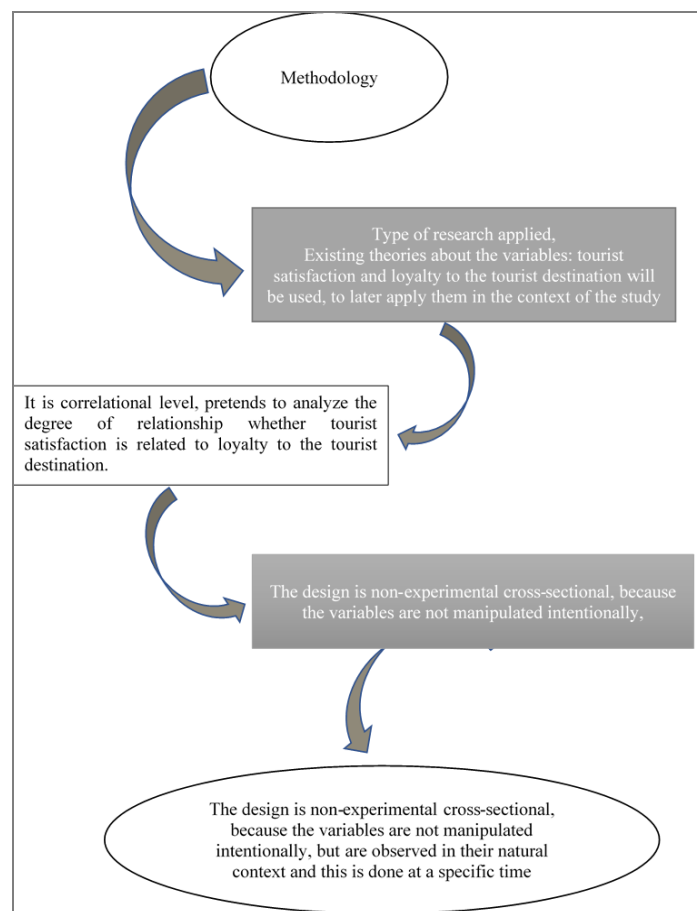 Methodology
Type of research applied,
Existing theories about the variables: tourist
satisfaction and loyalty to the tourist destination will
be used, to later apply them in the context of the study
It is correlational level, pretends to analyze the
degree of relationship whether tourist
satisfaction is related to loyalty to the tourist
destination.
The design is non-experimental cross-sectional, because
the variables are not manipulated intentionally,
The design is non-experimental cross-sectional,
because the variables are not manipulated
intentionally, but are observed in their natural
context and this is done at a specific time